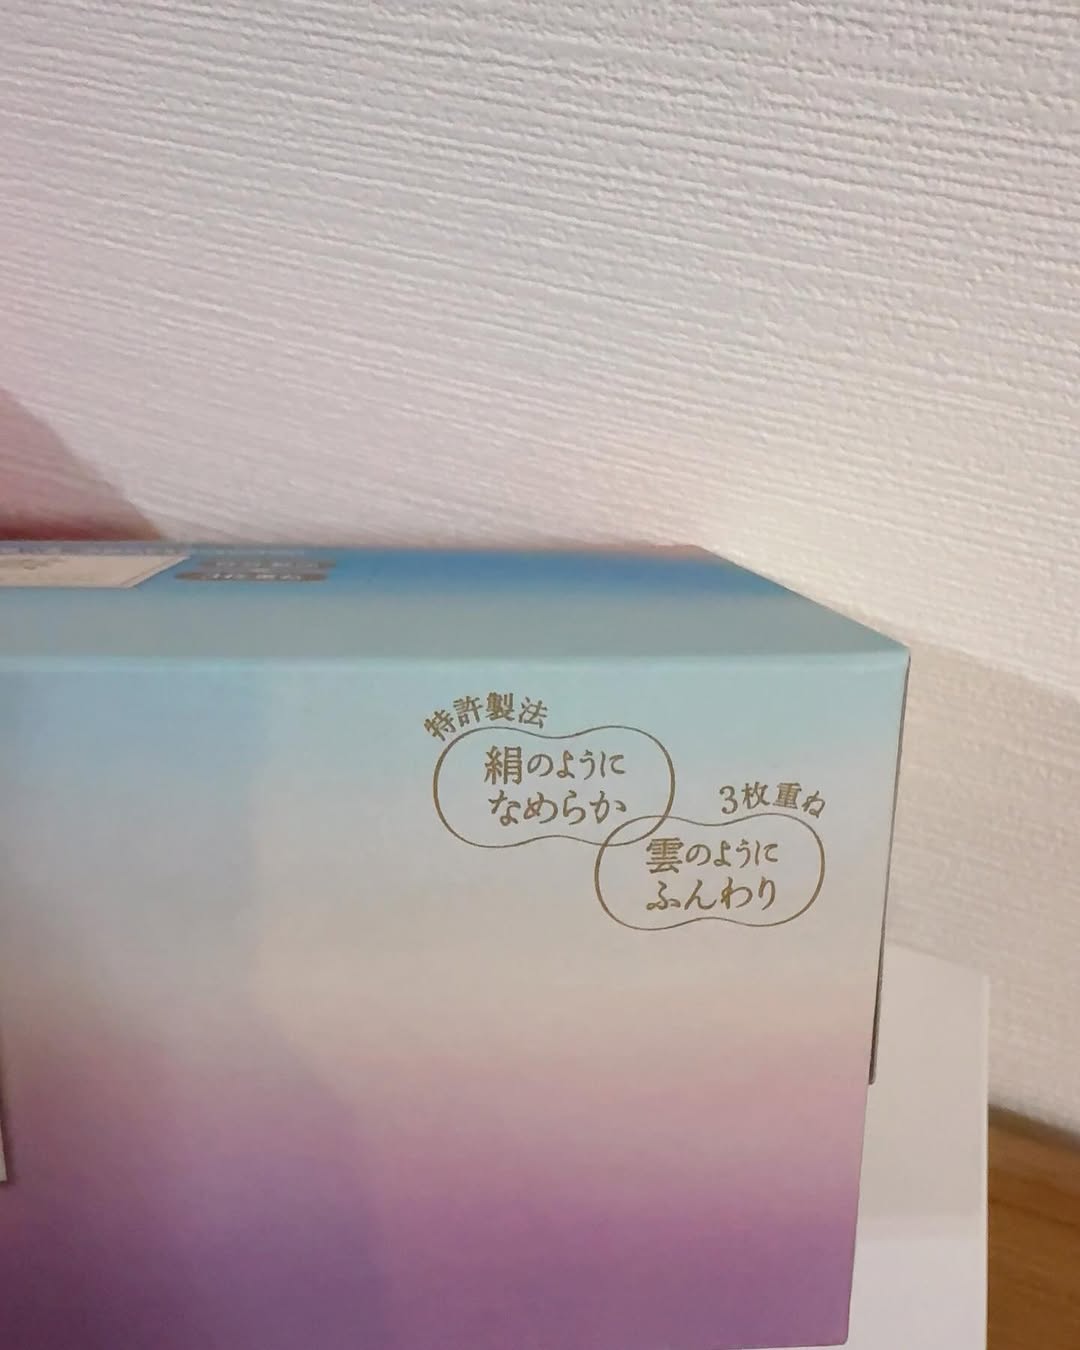 特許製法
絹のように
なめらか
3枚重ね
雲のように
ふんわり